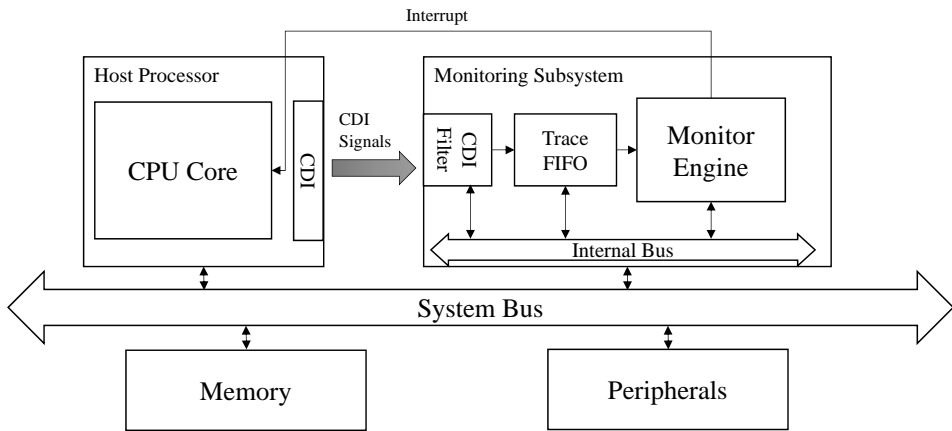 Interrupt
Host Processor
Monitoring Subsystem
CPU Core
CDI
CDI
Signals
CDI
Filter
Trace
FIFO
Monitor
Engine
Internal Bus
System Bus
Memory
Peripherals